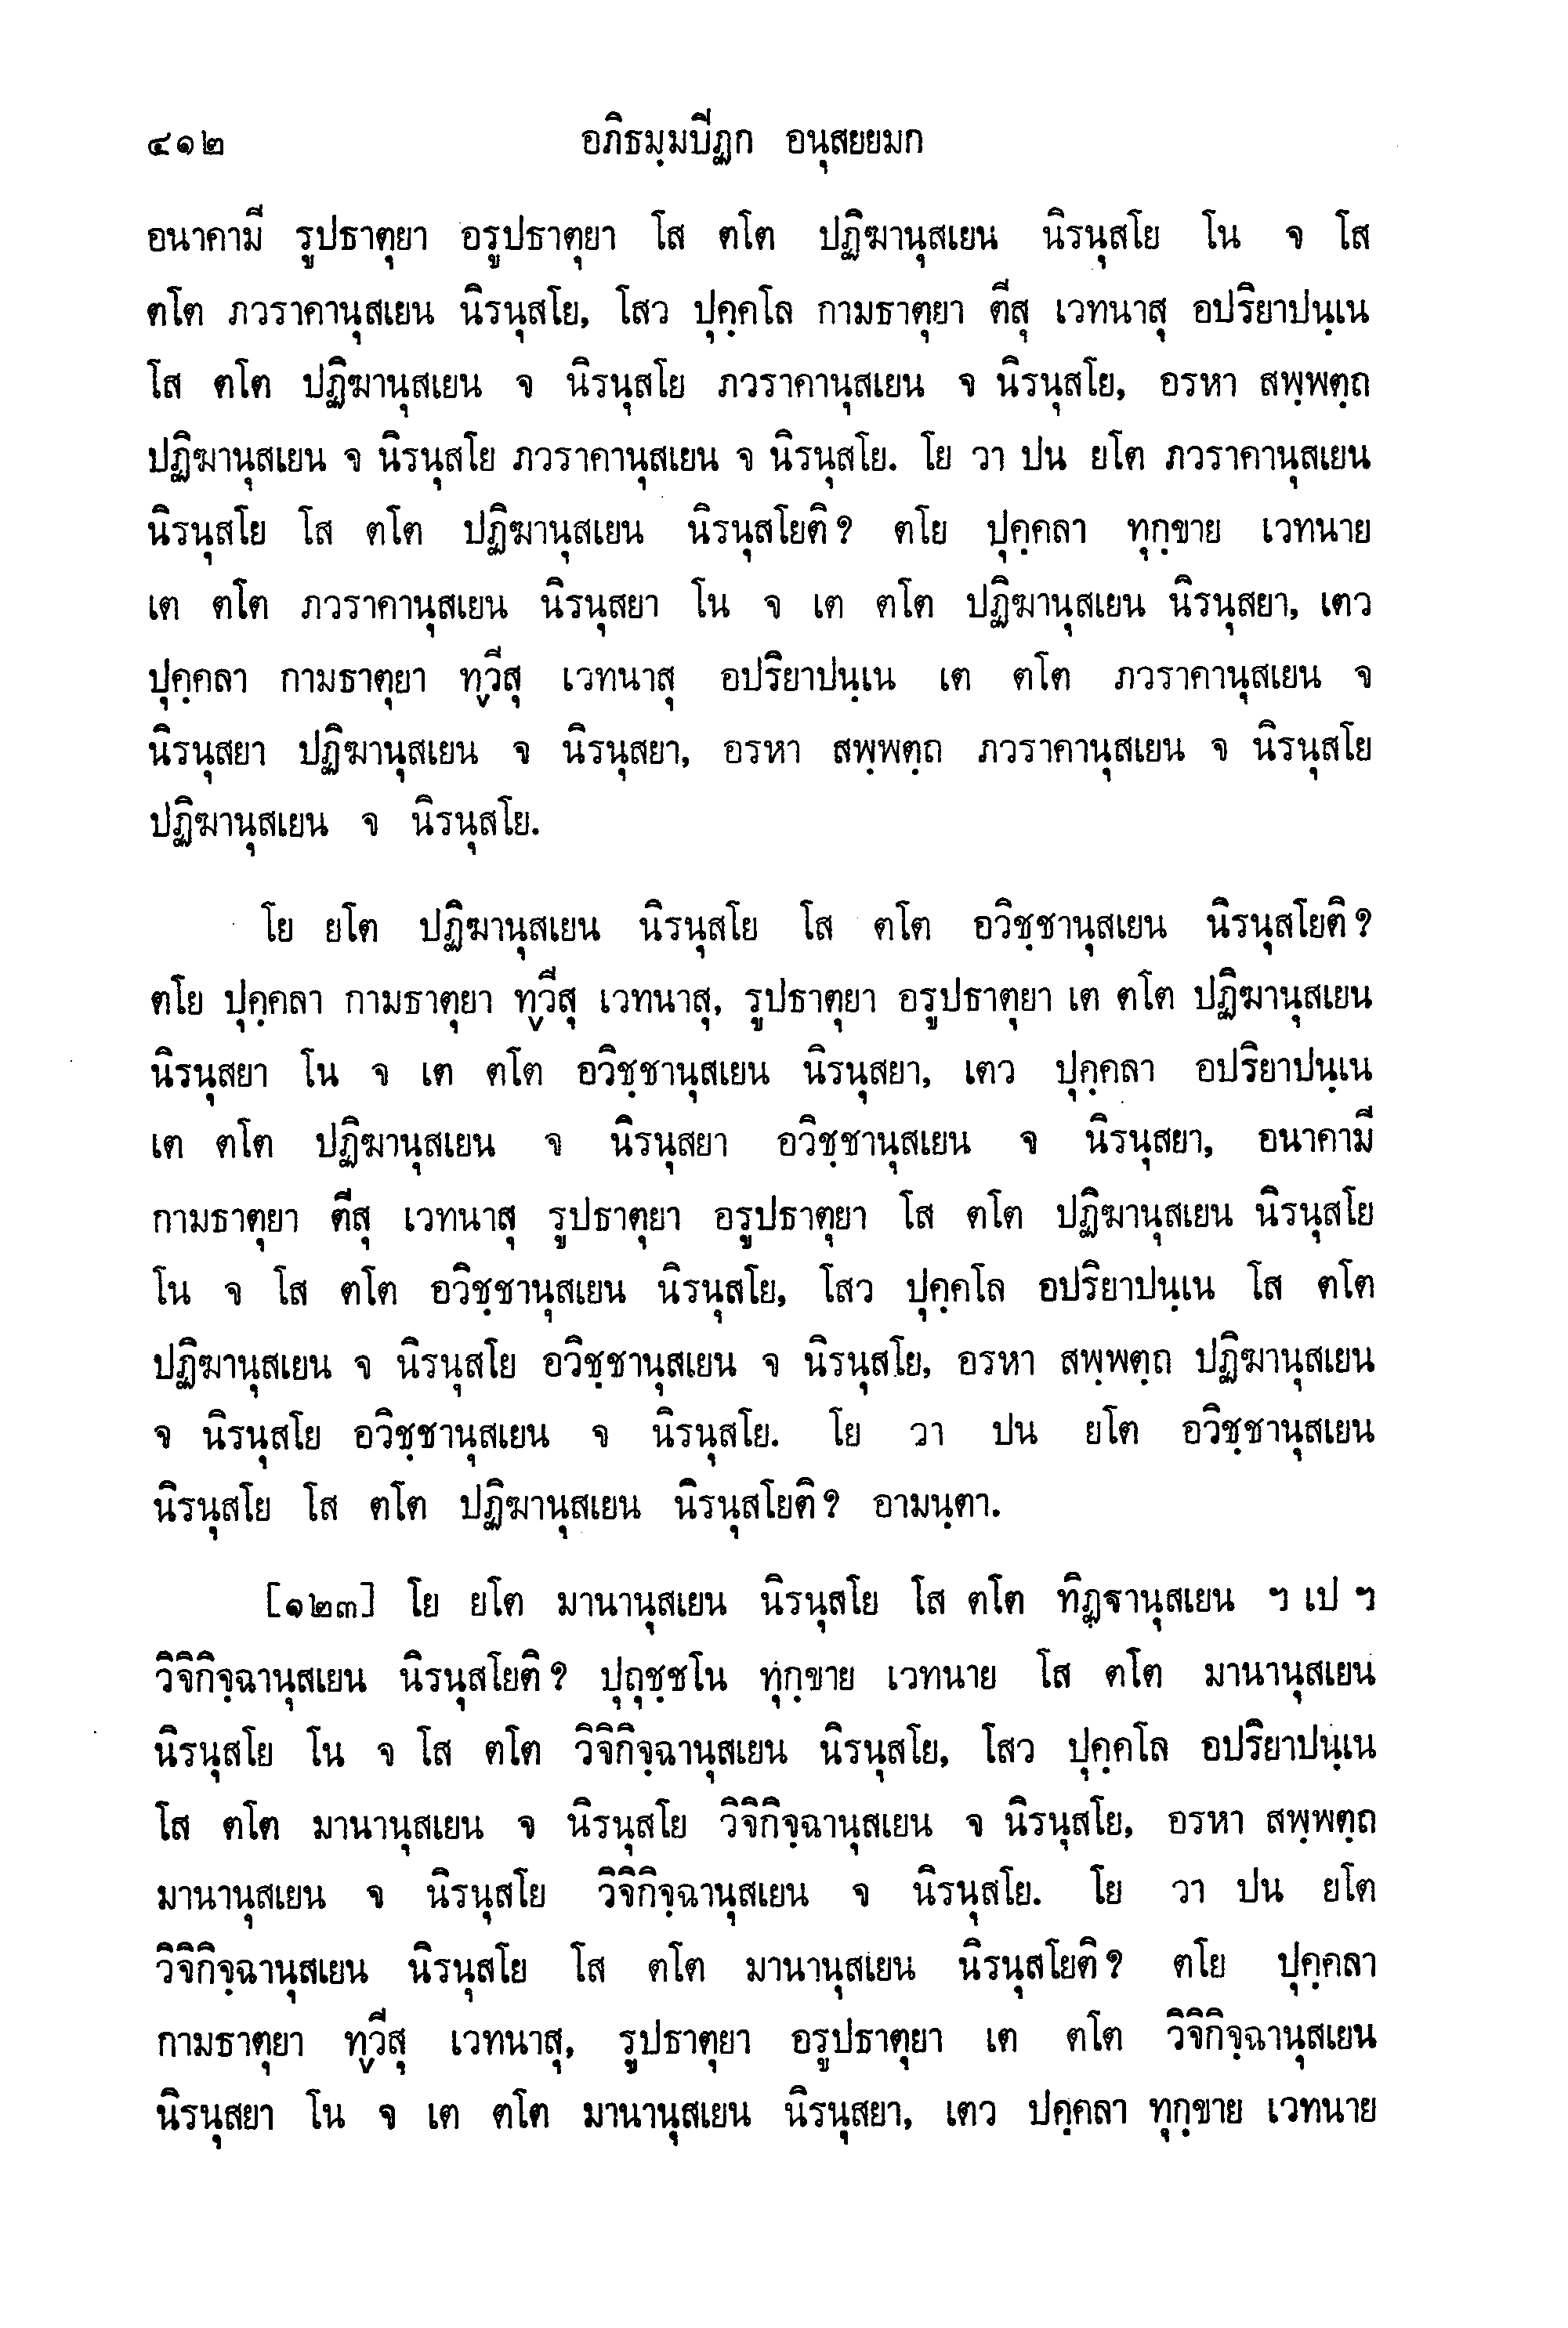 ๔๑๒ อภิธมฺมปีฏก อนุสยยมก
อนาคามี รูปธาตุยา อรูปธาตุยา โส ตโต ปฏิฆานุสเยน นิรนุสโย โน จ โส
ตโต ภวราคานุสเยน นิรนุสโย, โสว ปุคฺคโล กามธาตุยา ตีสุ เวทนาสุ อปริยาปนฺเน
โส ตโต ปฏิฆานุสเยน จ นิรนุสโย ภวราคานุสเยน จ นิรนุสโย, อรหา สพฺพตฺถ
ปฏิฆานุสเยน จ นิรนุสโย ภวราคานุสเยน จ นิรนุสโย. โย วา ปน ยโต ภวราคานุสเยน
นิรนุสโย โส ตโต ปฏิฆานุสเยน นิรนุสโยติ? ตโย ปุคฺคลา ทุกฺขาย เวทนาย
เต ตโต ภวราคานุสเยน นิรนุสยา โน จ เต ตโต ปฏิฆานุสเยน นิรนุสยา, เตว
ปุคฺคลา กามธาตุยา ทฺวีสุ เวทนาสุ อปริยาปนฺเน เต ตโต ภวราคานุสเยน จ
นิรนุสยา ปฏิฆานุสเยน จ นิรนุสยา, อรหา สพฺพตฺถ ภวราคานุสเยน จ นิรนุสโย
ปฏิฆานุสเยน จ นิรนุสโย.
โย ยโต ปฏิฆานุสเยน นิรนุสโย โส ตโต อวิชฺชานุสเยน นิรนุสโยติ?
ตโย ปุคฺคลา กามธาตุยา ทฺวีสุ เวทนาสุ, รูปธาตุยา อรูปธาตุยา เต ตโต ปฏิฆานุสเยน
นิรนุสยา โน จ เต ตโต อวิชฺชานุสเยน นิรนุสยา, เตว ปุคฺคลา อปริยาปนฺเน
เต ตโต ปฏิฆานุสเยน จ นิรนุสยา อวิชฺชานุสเยน จ นิรนุสยา, อนาคามี
กามธาตุยา ตีสุ เวทนาสุ รูปธาตุยา อรูปธาตุยา โส ตโต ปฏิฆานุสเยน นิรนุสโย
โน จ โส ตโต อวิชฺชานุสเยน นิรนุสโย, โสว ปุคฺคโล อปริยาปนฺเน โส ตโต
ปฏิฆานุสเยน จ นิรนุสโย อวิชฺชานุสเยน จ นิรนุสโย, อรหา สพฺพตฺถ ปฏิฆานุสเยน
จ นิรนุสโย อวิชฺชานุสเยน จ นิรนุสโย. โย วา ปน ยโต อวิชฺชานุสเยน
นิรนุสโย โส ตโต ปฏิฆานุสเยน นิรนุสโยติ? อามนฺตา.
[๑๒๓] โย ยโต มานานุสเยน นิรนุสโย โส ตโต ทิฏฺฐานุสเยน ฯ เป ฯ
วิจิกิจฺฉานุสเยน นิรนุสโยติ? ปุถุชฺชโน ทุกฺขาย เวทนาย โส ตโต มานานุสเยน
นิรนุสโย โน จ โส ตโต วิจิกิจฺฉานุสเยน นิรนุสโย, โสว ปุคฺคโล อปริยาปนฺเน
โส ตโต มานานุสเยน จ นิรนุสโย วิจิกิจฺฉานุสเยน จ นิรนุสโย, อรหา สพฺพตฺถ
มานานุสเยน จ นิรนุสโย วิจิกิจฺฉานุสเยน จ นิรนุสโย. โย วา ปน ยโต
วิจิกิจฺฉานุสเยน นิรนุสโย โส ตโต มานานุสเยน นิรนุสโยติ? ตโย ปุคฺคลา
กามธาตุยา ทฺวีสุ เวทนาสุ, รูปธาตุยา อรูปธาตุยา เต ตโต วิจิกิจฺฉานุสเยน
นิรนุสยา โน จ เต ตโต มานานุสเยน นิรนุสยา, เตว ปคฺคลา ทุกฺขาย เวทนาย